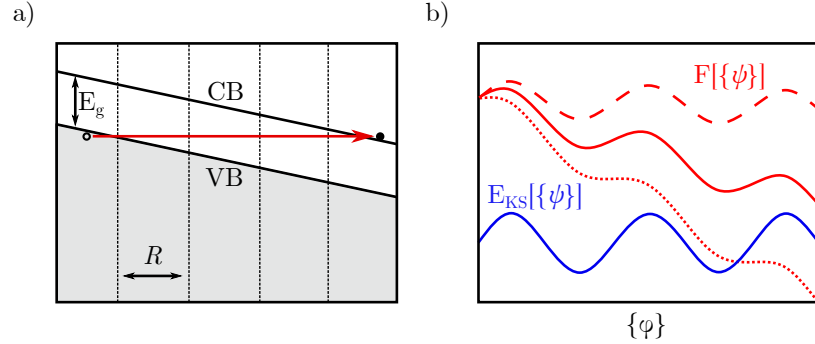 a)
CB
E_g
VB
R
b)
F[{ψ}]
E_KS[{ψ}]
{φ}